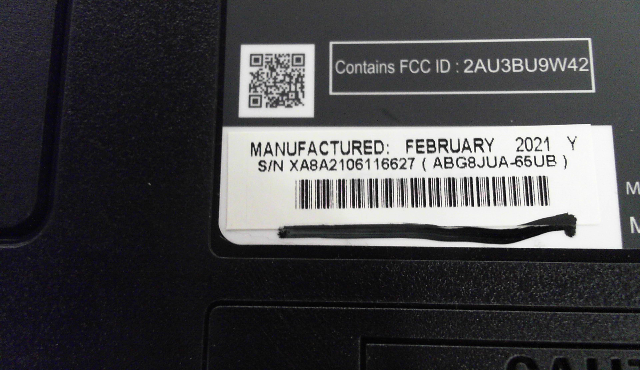 Contains FCC ID : 2AU3BU9W42
MANUFACTURED: FEBRUARY 2021 Y
S/N XA8A2106116627 ( ABG8JUA-65UB )